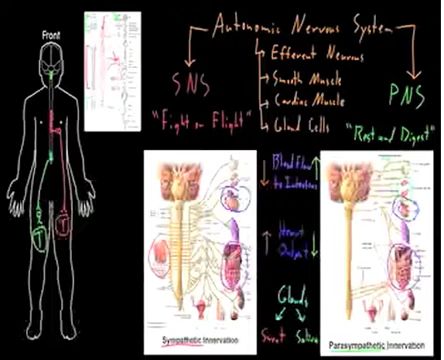 Front
Autonomic Nervous System
Efferent Neurons
SNS
Smooth Muscle
PNS
Cardiac Muscle
"Fight or Flight"
Gland Cells
"Rest and Digest"
Blood Flow
to Intestines
Heart
Output
Glands
Sweat Saliva
Sympathetic Innervation
Parasympathetic Innervation